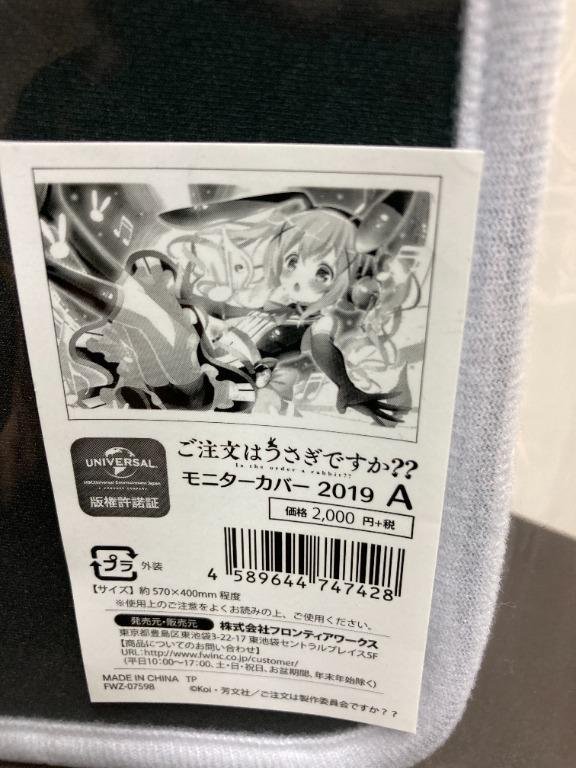 UNIVERSAL
NBCUniversal Entertainment Japan
版権許諾証
ご注文はうさぎですか??
Is the order a rabbit??
モニターカバー 2019 A
価格 2,000 円+税
プラ 外装
4 589644 747428
【サイズ】約570×400mm 程度
※使用上のご注意をよくお読みの上、ご使用ください。
発売元・販売元 株式会社フロンティアワークス
東京都豊島区東池袋3-22-17 東池袋セントラルプレイス5F
【商品についてのお問い合わせ】
URL:http://www.fwinc.co.jp/customer/
(平日10:00～17:00、土・日・祝日、お盆期間、年末年始除く)
MADE IN CHINA TP
FWZ-07598
©Koi・芳文社／ご注文は製作委員会ですか？？